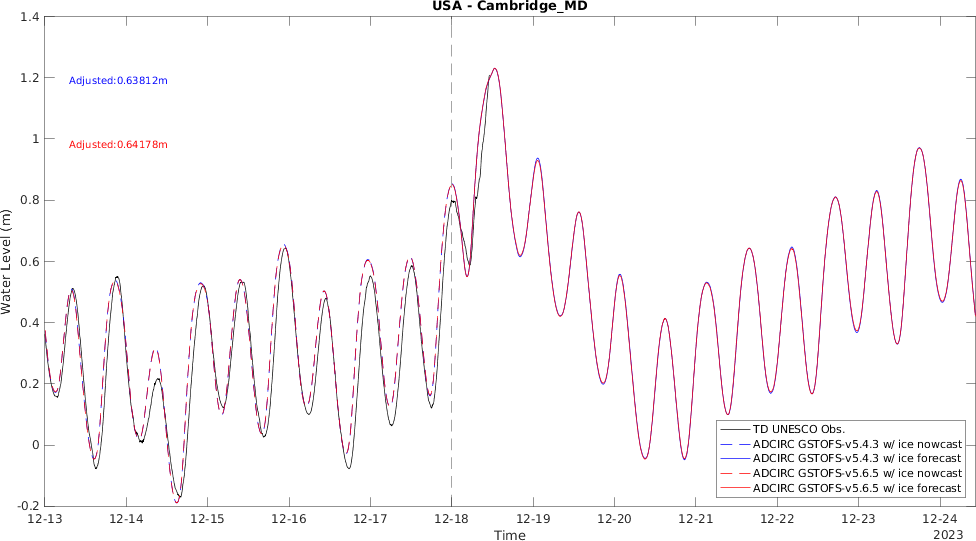 USA - Cambridge_MD
1.4
1.2
1
0.8
0.6
0.4
0.2
0
-0.2
Water Level (m)
Adjusted:0.63812m
Adjusted:0.64178m
TD UNESCO Obs.
ADCIRC GSTOFS-v5.4.3 w/ ice nowcast
ADCIRC GSTOFS-v5.4.3 w/ ice forecast
ADCIRC GSTOFS-v5.6.5 w/ ice nowcast
ADCIRC GSTOFS-v5.6.5 w/ ice forecast
12-13 12-14 12-15 12-16 12-17 12-18 12-19 12-20 12-21 12-22 12-23 12-24
Time
2023